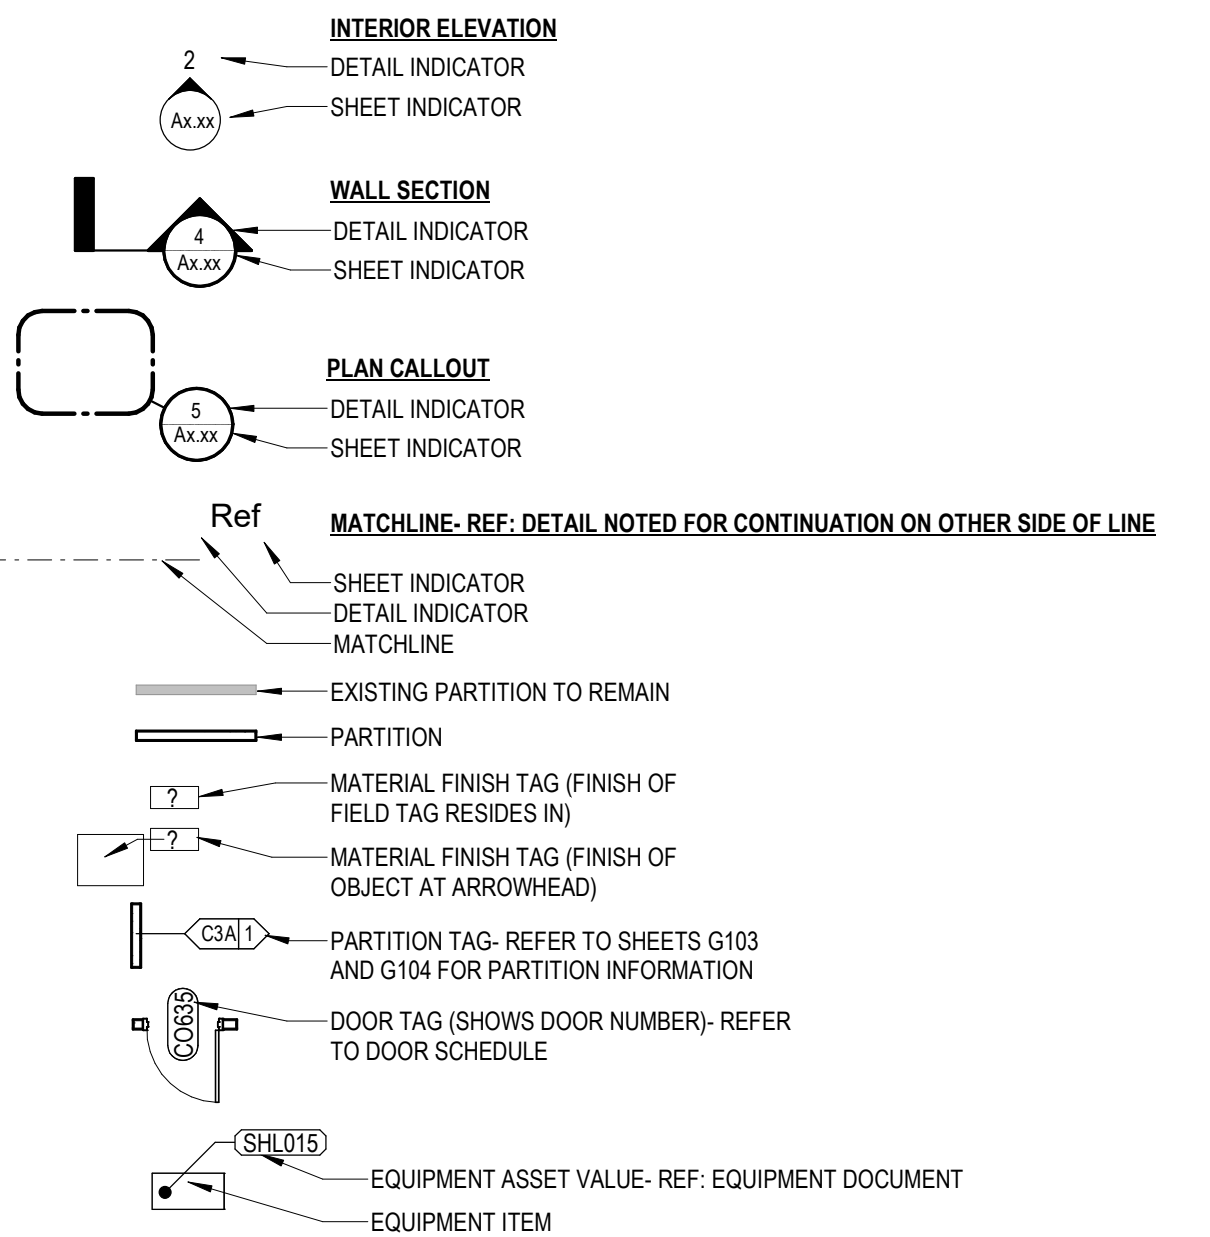 INTERIOR ELEVATION
2
DETAIL INDICATOR
Ax.xx
SHEET INDICATOR
WALL SECTION
4
DETAIL INDICATOR
Ax.xx
SHEET INDICATOR
PLAN CALLOUT
5
DETAIL INDICATOR
Ax.xx
SHEET INDICATOR
Ref
MATCHLINE- REF: DETAIL NOTED FOR CONTINUATION ON OTHER SIDE OF LINE
SHEET INDICATOR
DETAIL INDICATOR
MATCHLINE
EXISTING PARTITION TO REMAIN
PARTITION
?
MATERIAL FINISH TAG (FINISH OF
FIELD TAG RESIDES IN)
?
MATERIAL FINISH TAG (FINISH OF
OBJECT AT ARROWHEAD)
C3A 1
PARTITION TAG- REFER TO SHEETS G103
AND G104 FOR PARTITION INFORMATION
CO635
DOOR TAG (SHOWS DOOR NUMBER)- REFER
TO DOOR SCHEDULE
SHL015
EQUIPMENT ASSET VALUE- REF: EQUIPMENT DOCUMENT
EQUIPMENT ITEM